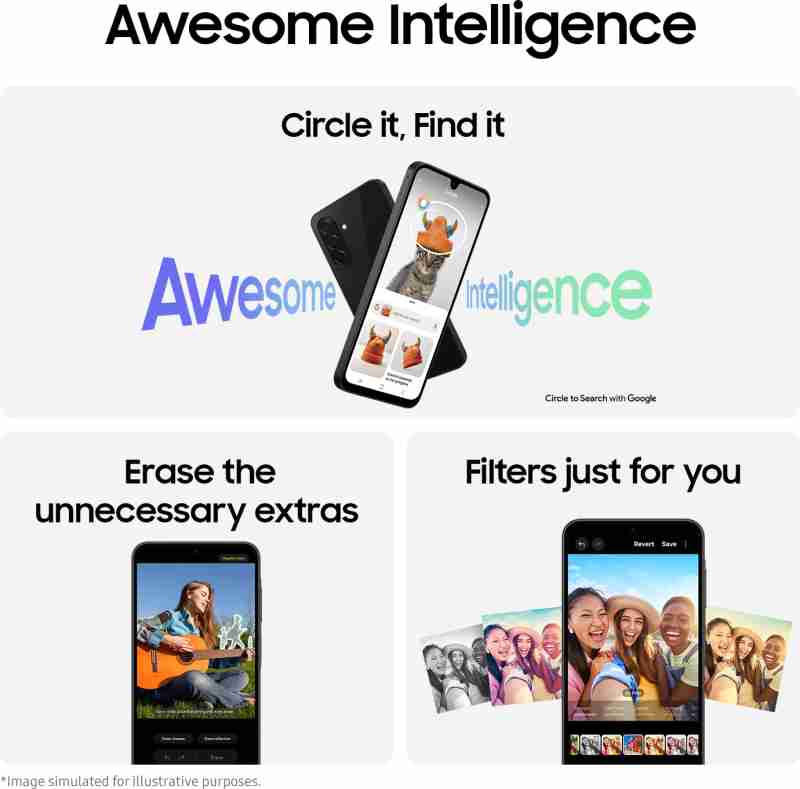 Awesome Intelligence
Circle it, Find it
Awesome
Intelligence
Circle to Search with Google
Erase the
unnecessary extras
Filters just for you
Revert Save
*Image simulated for illustrative purposes.